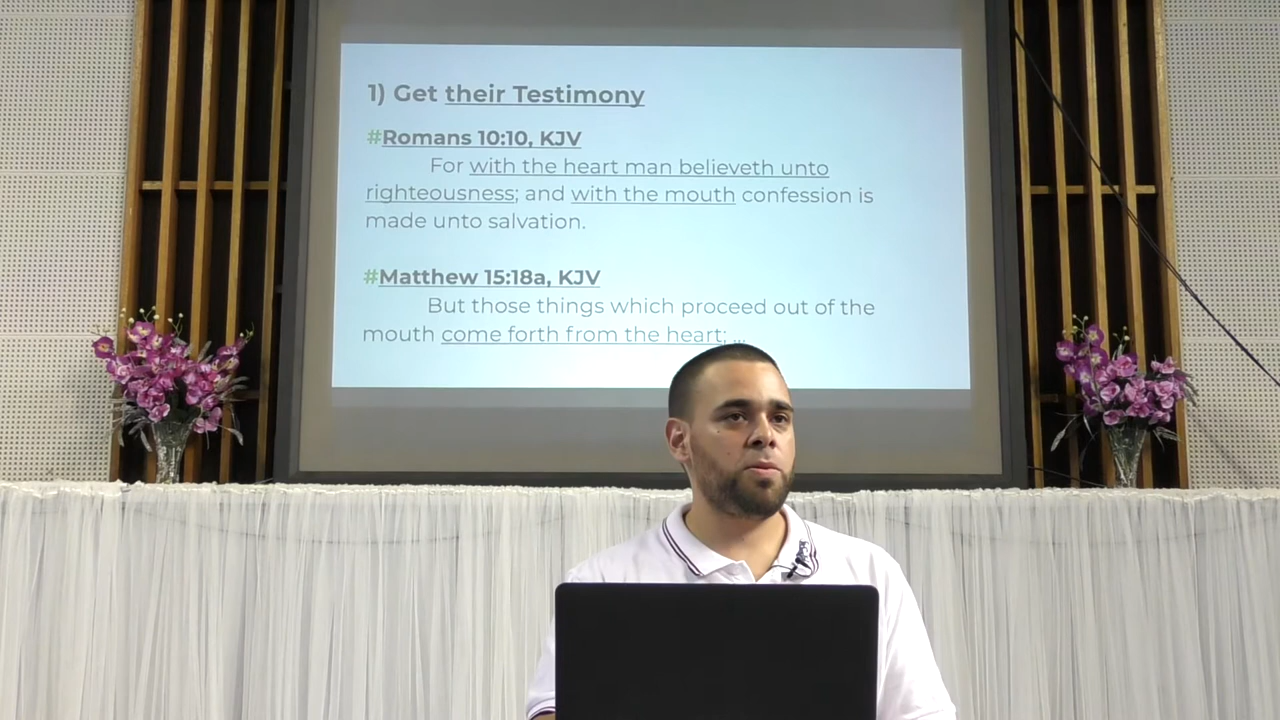 1) Get their Testimony
#Romans 10:10, KJV
For with the heart man believeth unto
righteousness; and with the mouth confession is
made unto salvation.
#Matthew 15:18a, KJV
But those things which proceed out of the
mouth come forth from the heart; ...